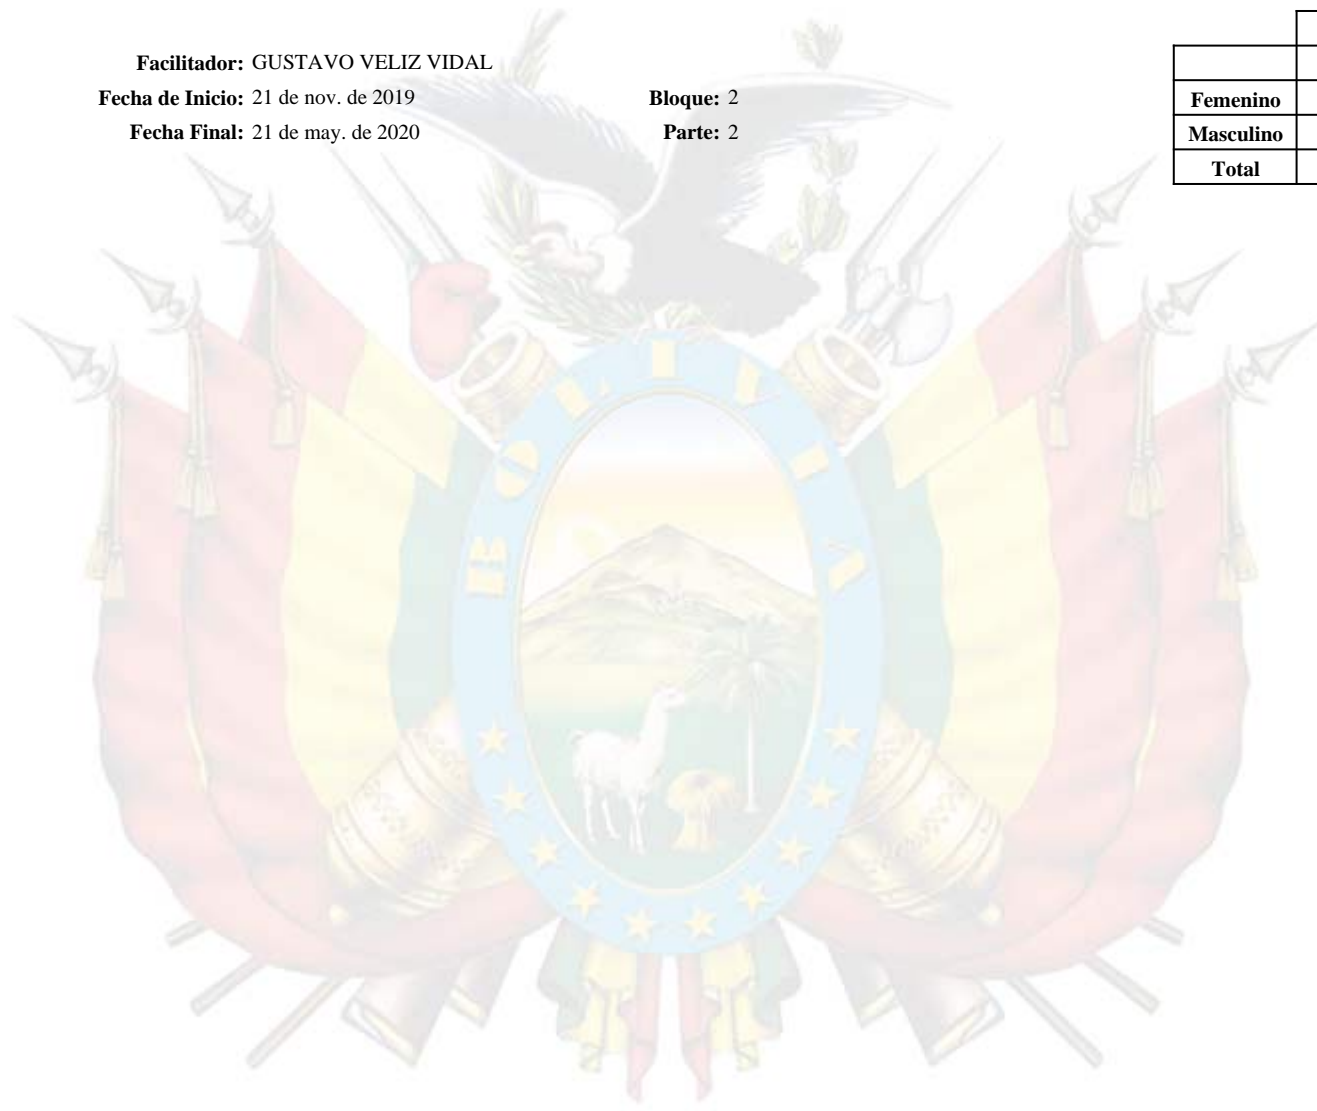 Facilitador: GUSTAVO VELIZ VIDAL
Fecha de Inicio: 21 de nov. de 2019 Bloque: 2
Fecha Final: 21 de may. de 2020 Parte: 2
Femenino
Masculino
Total
BOLIVIA